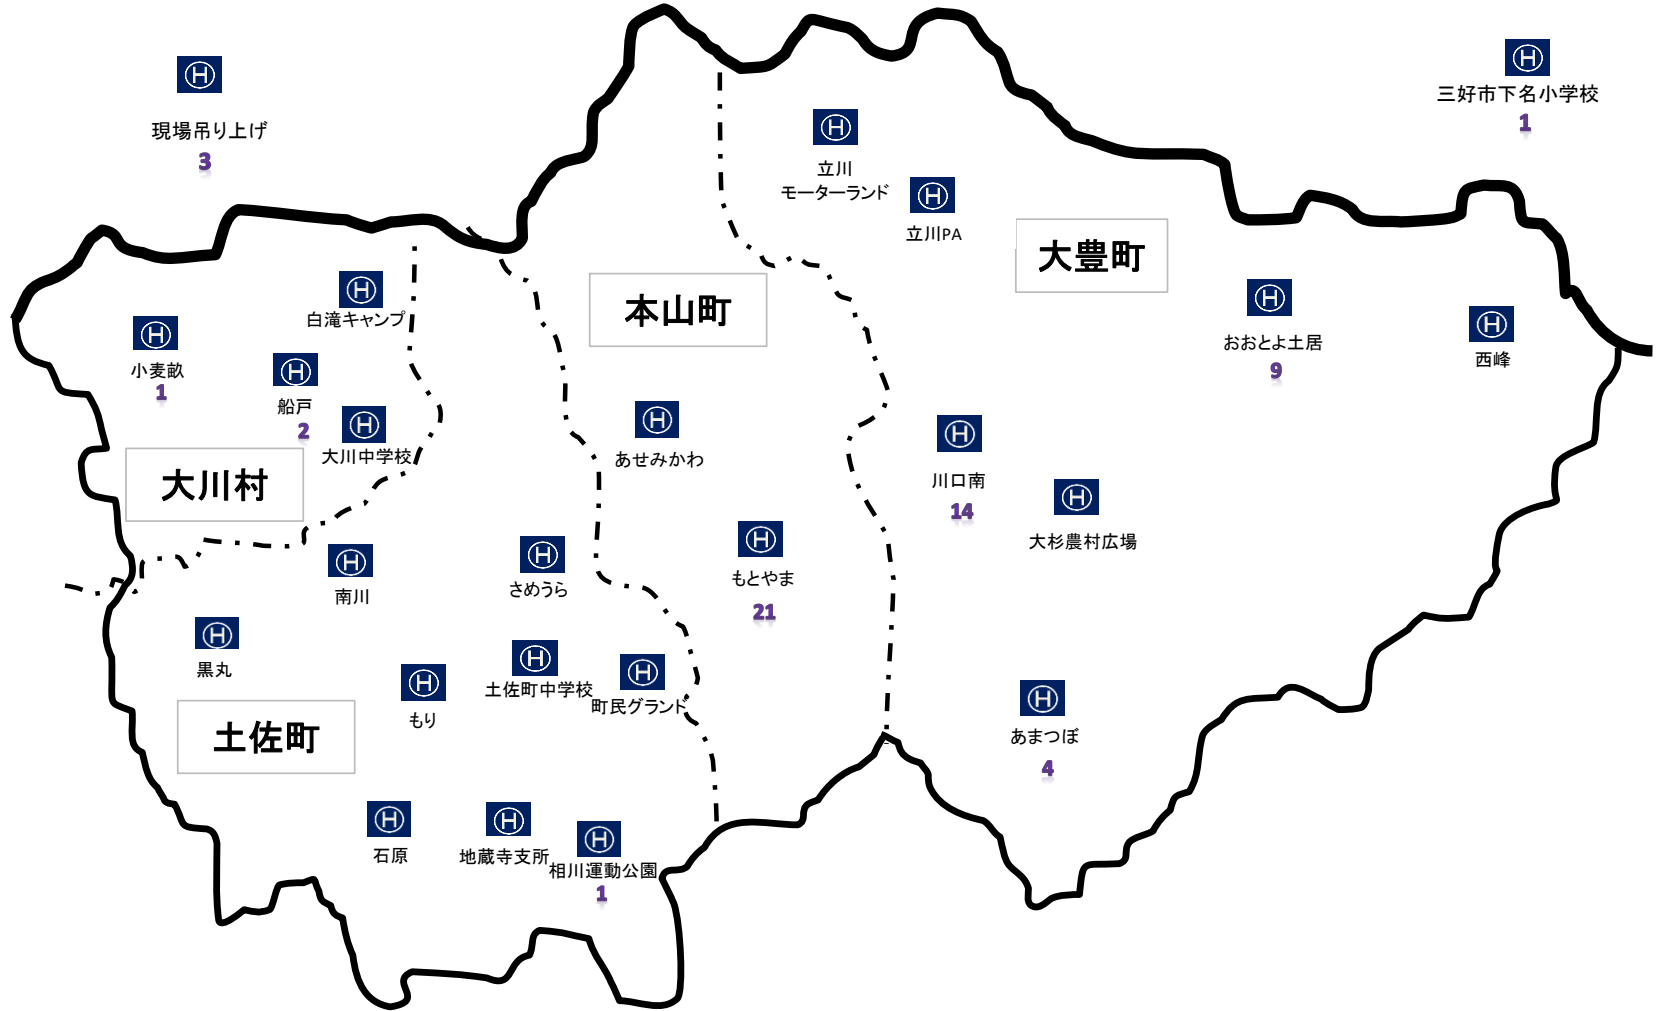 H
現場吊り上げ
3
H
三好市下名小学校
1
H
立川
モーターランド
H
立川PA
大豊町
H
白滝キャンプ
本山町
H
おおとよ土居
9
H
西峰
H
小麦畝
1
H
船戸
2
H
大川中学校
大川村
H
あせみかわ
H
川口南
14
H
大杉農村広場
H
南川
H
さめうら
H
もとやま
21
H
黒丸
H
もり
H
土佐町中学校
H
町民グランド
H
あまつぼ
4
土佐町
H
石原
H
地蔵寺支所
H
相川運動公園
1